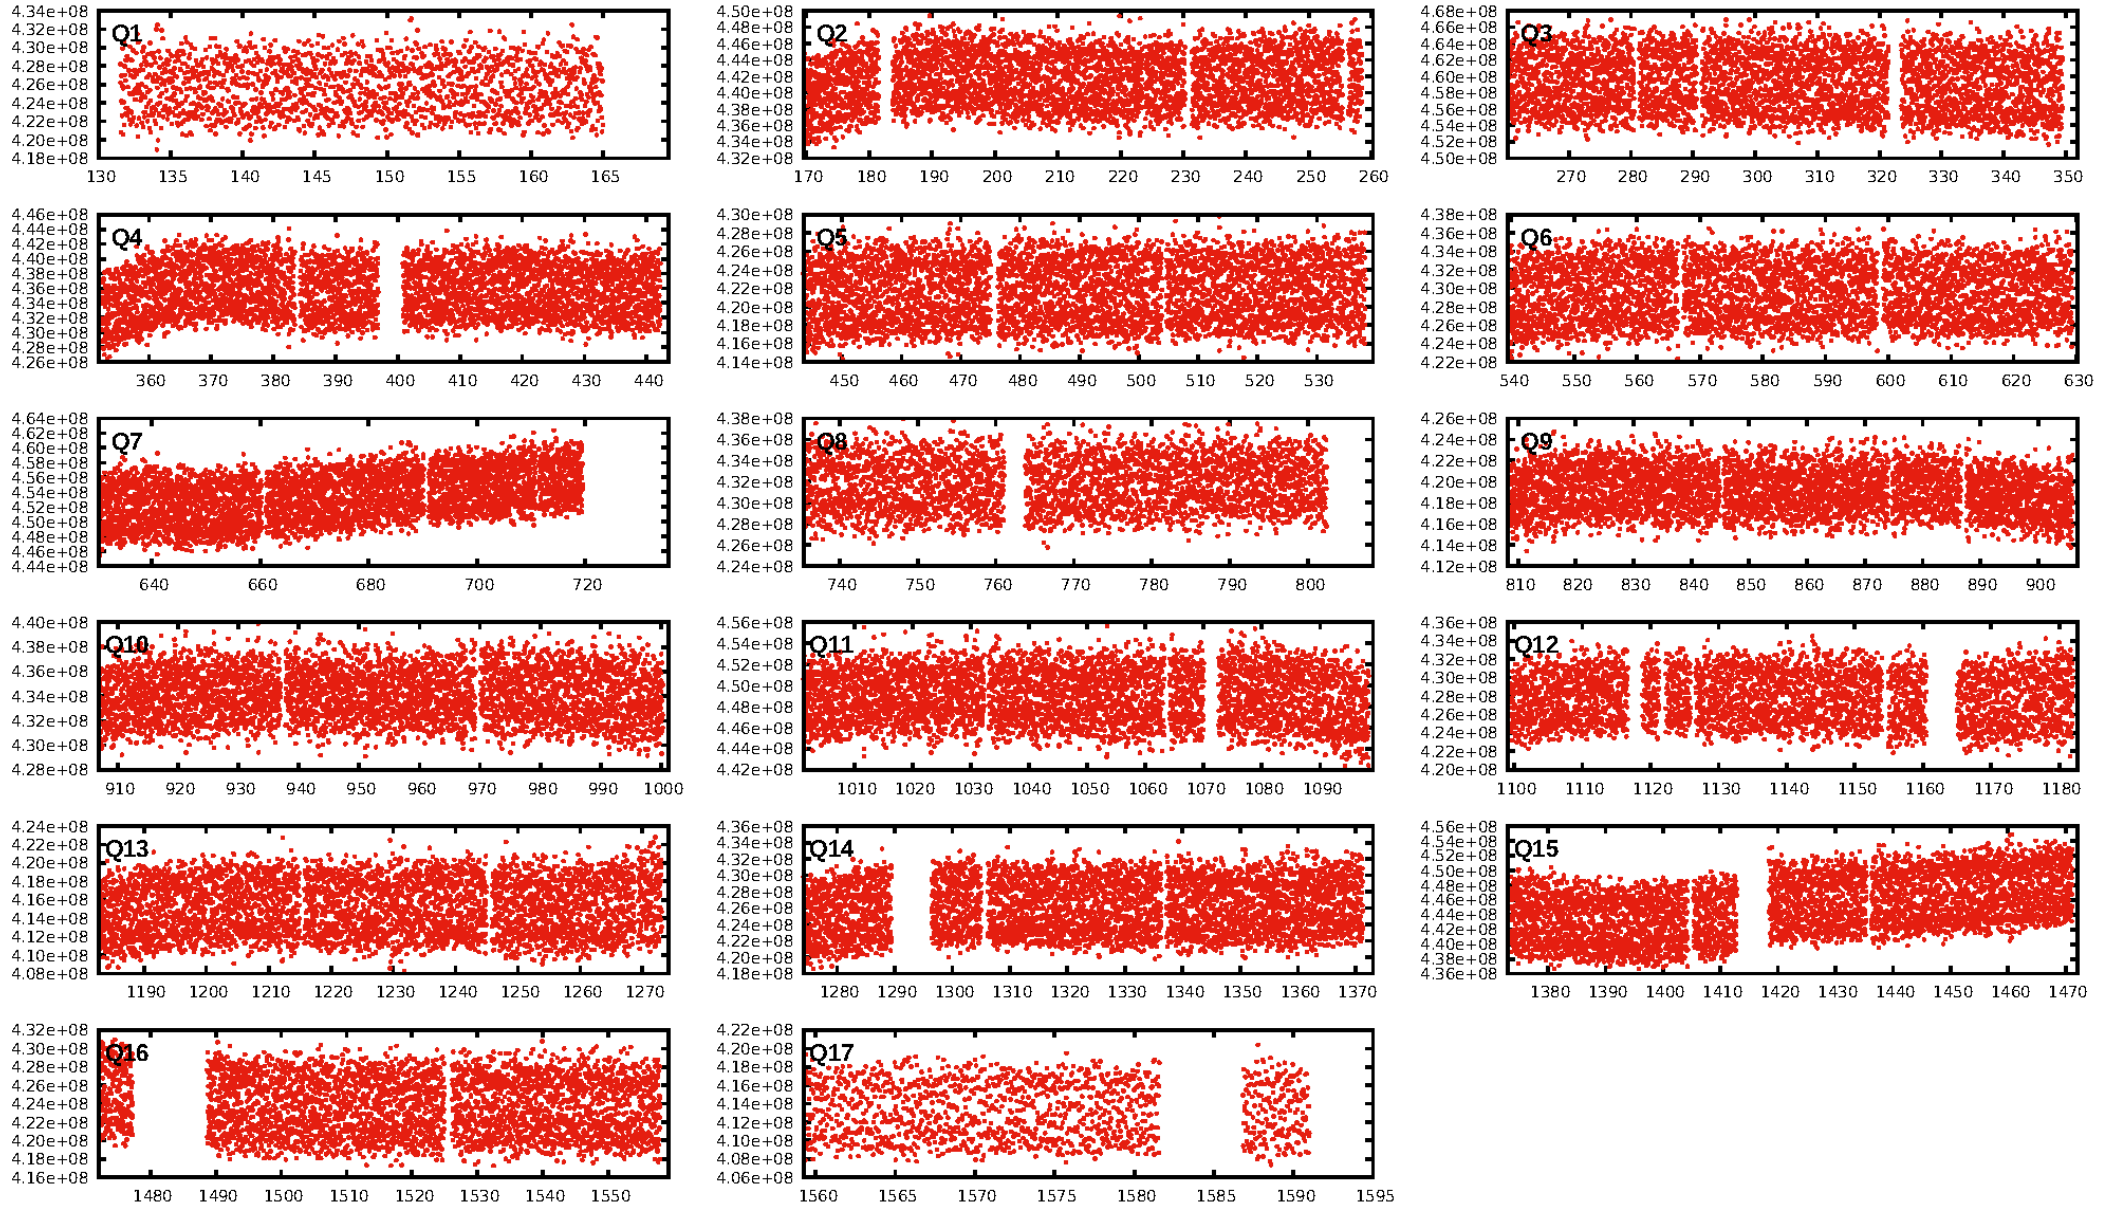 4.34e+08
4.32e+08
4.30e+08
4.28e+08
4.26e+08
4.24e+08
4.22e+08
4.20e+08
4.18e+08
Q1
130 135 140 145 150 155 160 165
4.50e+08
4.48e+08
4.46e+08
4.44e+08
4.42e+08
4.40e+08
4.38e+08
4.36e+08
4.34e+08
4.32e+08
Q2
170 180 190 200 210 220 230 240 250 260
4.68e+08
4.66e+08
4.64e+08
4.62e+08
4.60e+08
4.58e+08
4.56e+08
4.54e+08
4.52e+08
4.50e+08
Q3
270 280 290 300 310 320 330 340 350
4.46e+08
4.44e+08
4.42e+08
4.40e+08
4.38e+08
4.36e+08
4.34e+08
4.32e+08
4.30e+08
4.28e+08
4.26e+08
Q4
360 370 380 390 400 410 420 430 440
4.30e+08
4.28e+08
4.26e+08
4.24e+08
4.22e+08
4.20e+08
4.18e+08
4.16e+08
4.14e+08
Q5
450 460 470 480 490 500 510 520 530
4.38e+08
4.36e+08
4.34e+08
4.32e+08
4.30e+08
4.28e+08
4.26e+08
4.24e+08
4.22e+08
Q6
540 550 560 570 580 590 600 610 620 630
4.64e+08
4.62e+08
4.60e+08
4.58e+08
4.56e+08
4.54e+08
4.52e+08
4.50e+08
4.48e+08
4.46e+08
4.44e+08
Q7
640 660 680 700 720
4.38e+08
4.36e+08
4.34e+08
4.32e+08
4.30e+08
4.28e+08
4.26e+08
4.24e+08
Q8
740 750 760 770 780 790 800
4.26e+08
4.24e+08
4.22e+08
4.20e+08
4.18e+08
4.16e+08
4.14e+08
4.12e+08
Q9
810 820 830 840 850 860 870 880 890 900
4.40e+08
4.38e+08
4.36e+08
4.34e+08
4.32e+08
4.30e+08
4.28e+08
Q10
910 920 930 940 950 960 970 980 990 1000
4.56e+08
4.54e+08
4.52e+08
4.50e+08
4.48e+08
4.46e+08
4.44e+08
4.42e+08
Q11
1010 1020 1030 1040 1050 1060 1070 1080 1090
4.36e+08
4.34e+08
4.32e+08
4.30e+08
4.28e+08
4.26e+08
4.24e+08
4.22e+08
4.20e+08
Q12
1100 1110 1120 1130 1140 1150 1160 1170 1180
4.24e+08
4.22e+08
4.20e+08
4.18e+08
4.16e+08
4.14e+08
4.12e+08
4.10e+08
4.08e+08
Q13
1190 1200 1210 1220 1230 1240 1250 1260 1270
4.36e+08
4.34e+08
4.32e+08
4.30e+08
4.28e+08
4.26e+08
4.24e+08
4.22e+08
4.20e+08
4.18e+08
Q14
1280 1290 1300 1310 1320 1330 1340 1350 1360 1370
4.56e+08
4.54e+08
4.52e+08
4.50e+08
4.48e+08
4.46e+08
4.44e+08
4.42e+08
4.40e+08
4.38e+08
4.36e+08
Q15
1380 1390 1400 1410 1420 1430 1440 1450 1460 1470
4.32e+08
4.30e+08
4.28e+08
4.26e+08
4.24e+08
4.22e+08
4.20e+08
4.18e+08
4.16e+08
Q16
1480 1490 1500 1510 1520 1530 1540 1550
4.22e+08
4.20e+08
4.18e+08
4.16e+08
4.14e+08
4.12e+08
4.10e+08
4.08e+08
4.06e+08
Q17
1560 1565 1570 1575 1580 1585 1590 1595